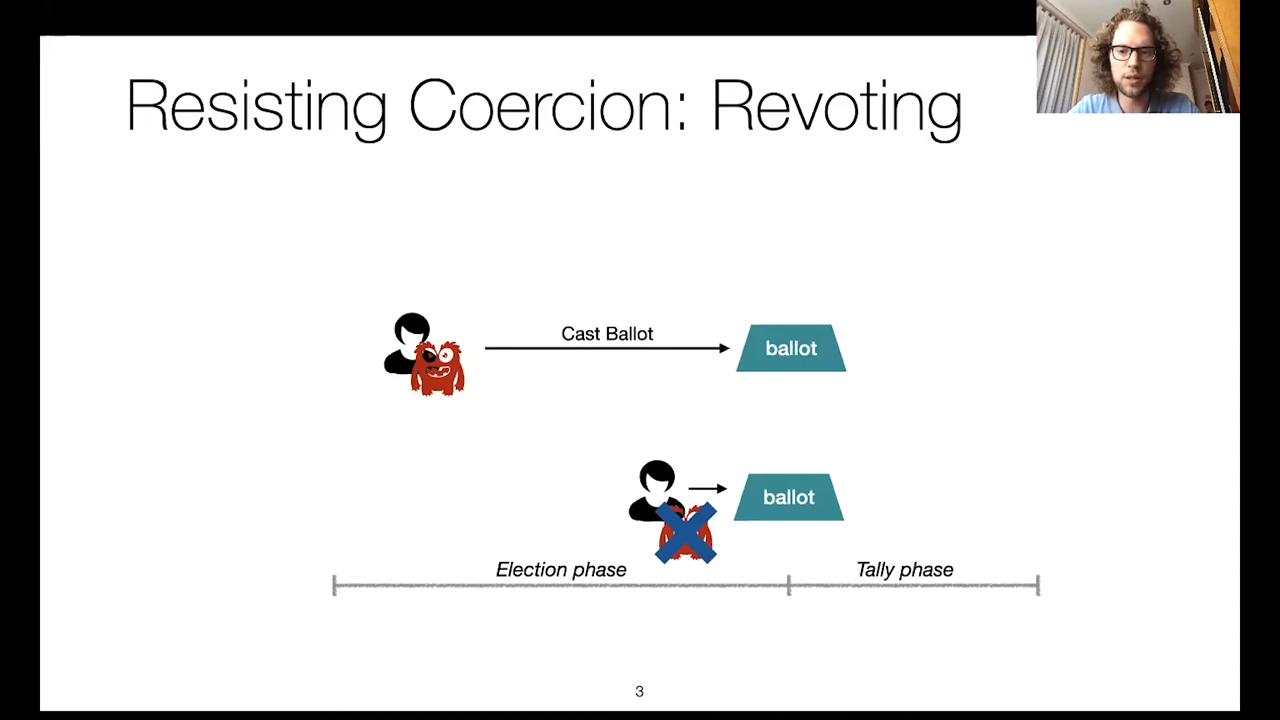 Resisting Coercion: Revoting
Cast Ballot
ballot
ballot
Election phase
Tally phase
3